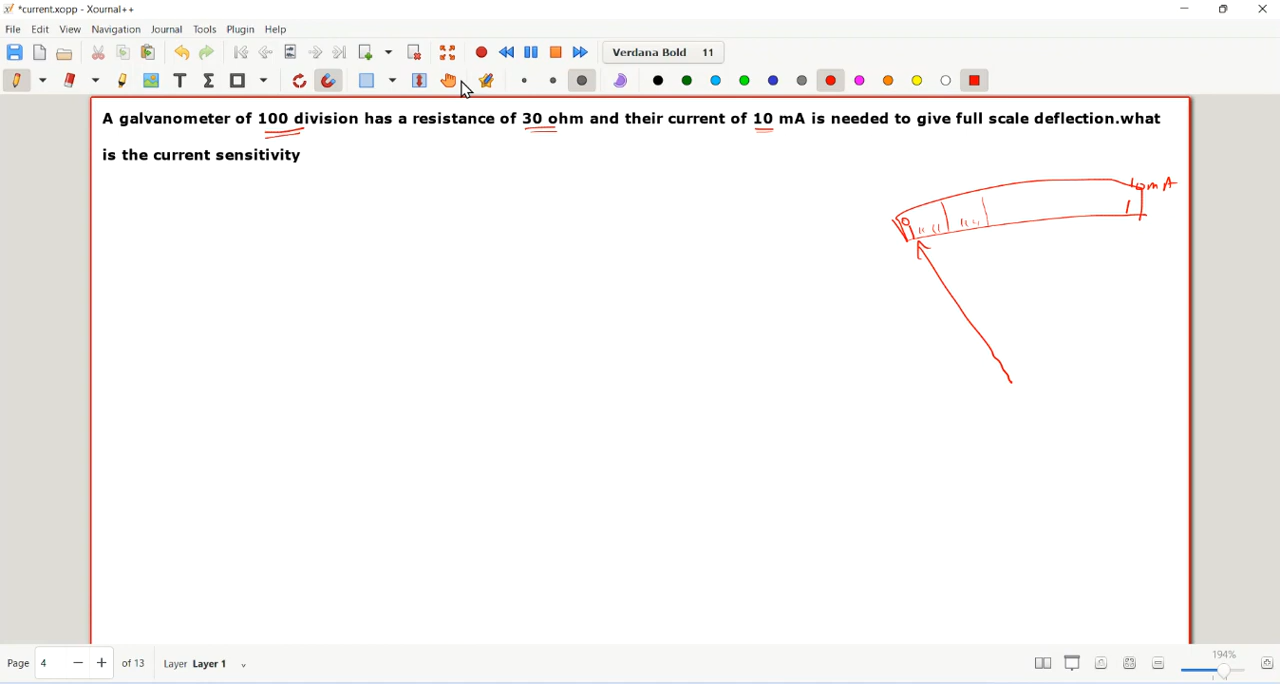 *current.xopp - Xournal++
File Edit View Navigation Journal Tools Plugin Help
Verdana Bold 11
A galvanometer of 100 division has a resistance of 30 ohm and their current of 10 mA is needed to give full scale deflection.what
is the current sensitivity
10mA
0
Page 4 of 13 Layer Layer 1
194%